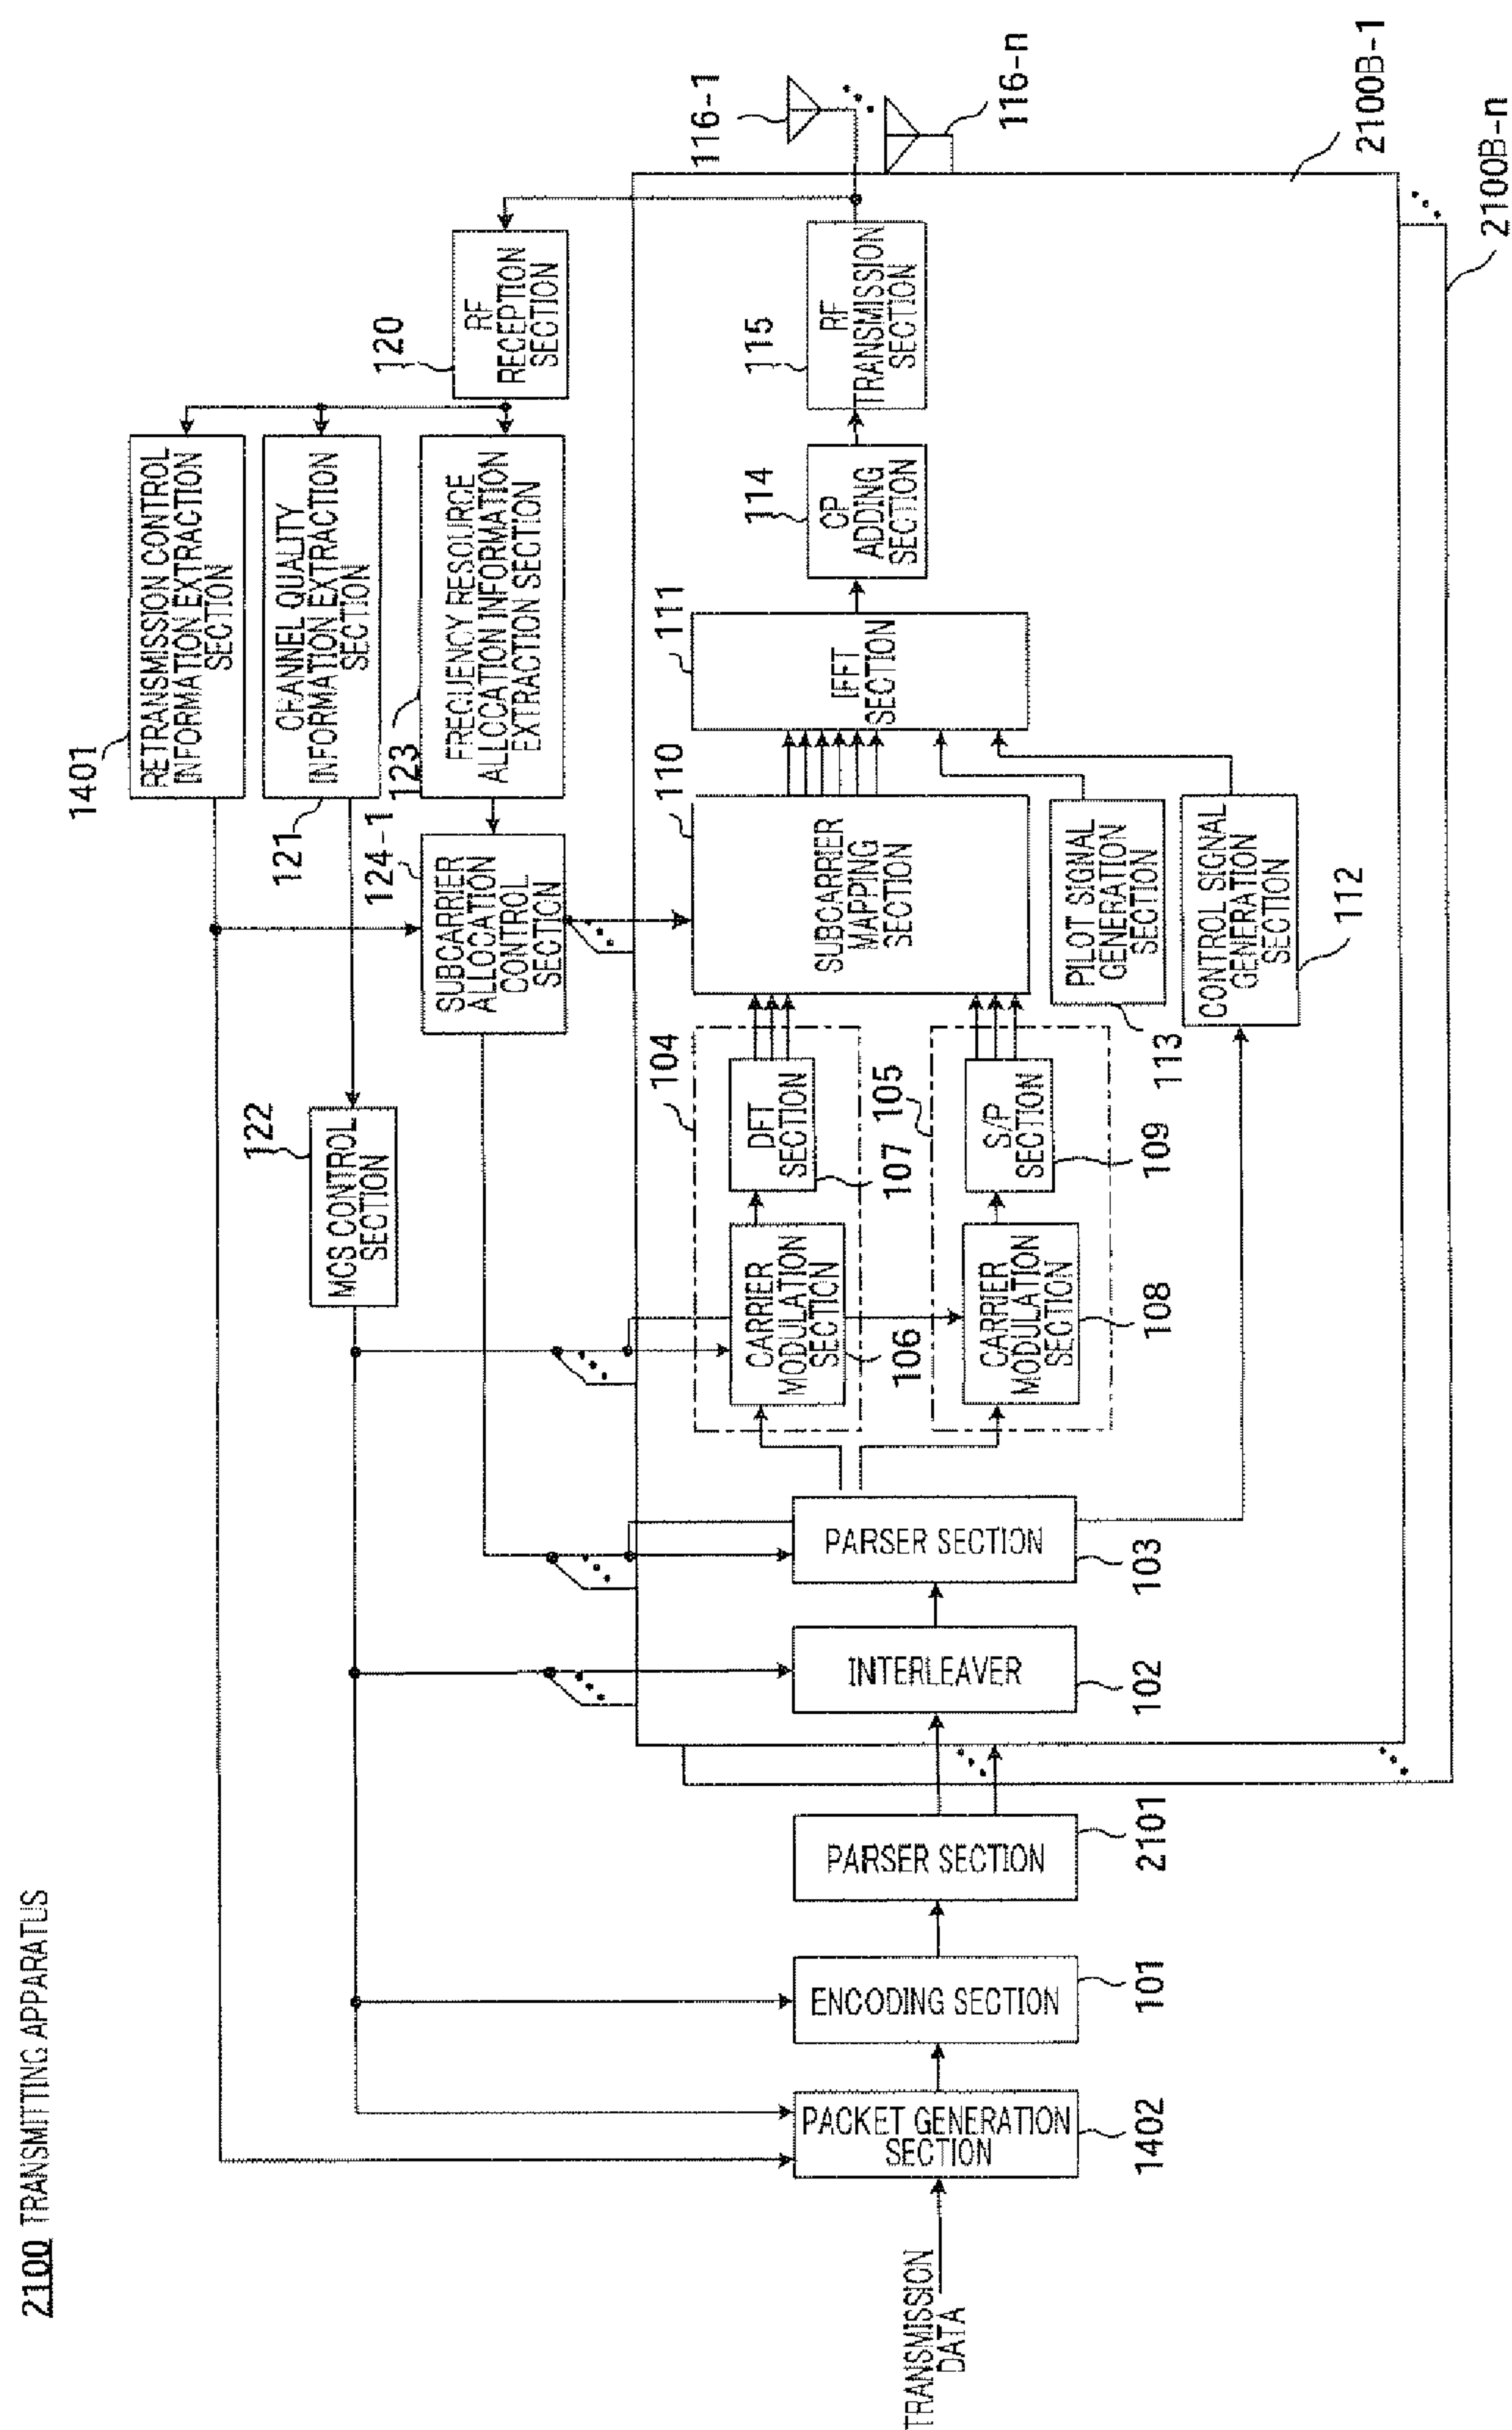 2100 TRANSMITTING APPARATUS
1401
RETRANSMISSION CONTROL
INFORMATION EXTRACTION
SECTION
121
CHANNEL QUALITY
INFORMATION EXTRACTION
SECTION
123
FREQUENCY RESOURCE
ALLOCATION INFORMATION
EXTRACTION SECTION
120
RF
RECEPTION
SECTION
122
MCS CONTROL
SECTION
124-1
SUBCARRIER
ALLOCATION
CONTROL
SECTION
116-1
116-n
TRANSMISSION
DATA
PACKET GENERATION
SECTION
1402
ENCODING SECTION
101
PARSER SECTION
2101
INTERLEAVER
102
PARSER SECTION
103
104
CARRIER
MODULATION
SECTION
106
DFT
SECTION
107
105
CARRIER
MODULATION
SECTION
108
S/P
SECTION
109
110
SUBCARRIER
MAPPING
SECTION
PILOT SIGNAL
GENERATION
SECTION
113
CONTROL SIGNAL
GENERATION
SECTION
112
111
IFFT
SECTION
114
CP
ADDING
SECTION
115
RF
TRANSMISSION
SECTION
2100B-1
2100B-n